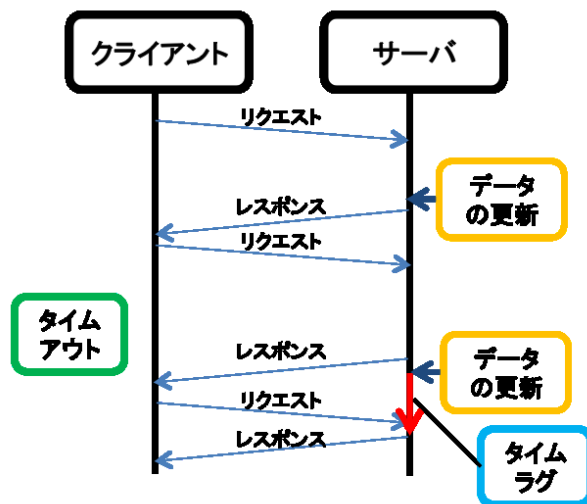 クライアント
サーバ
リクエスト
データ
の更新
レスポンス
リクエスト
タイム
アウト
レスポンス
データ
の更新
リクエスト
レスポンス
タイム
ラグ